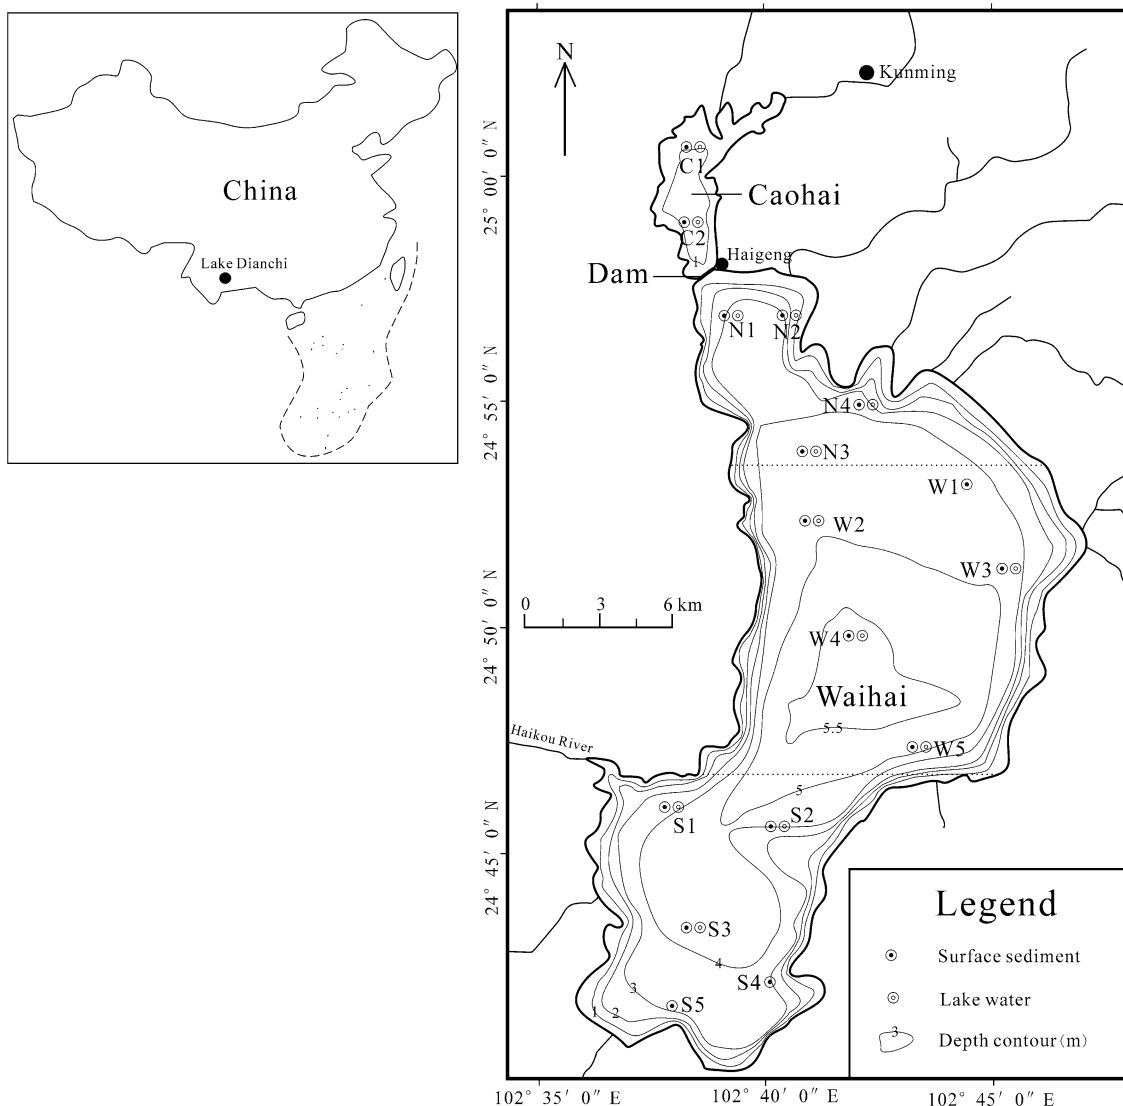 China
Lake Dianchi
N
Kunming
C1
Caohai
C2
1
Haigeng
Dam
N1
N2
N4
N3
W1
W2
W3
W4
Waihai
5.5
W5
5
S1
S2
S3
4
S4
3
S5
1
2
0 3 6 km
Haikou River
25° 00′ 0″ N
24° 55′ 0″ N
24° 50′ 0″ N
24° 45′ 0″ N
Legend
Surface sediment
Lake water
3
Depth contour (m)
102° 35′ 0″ E
102° 40′ 0″ E
102° 45′ 0″ E